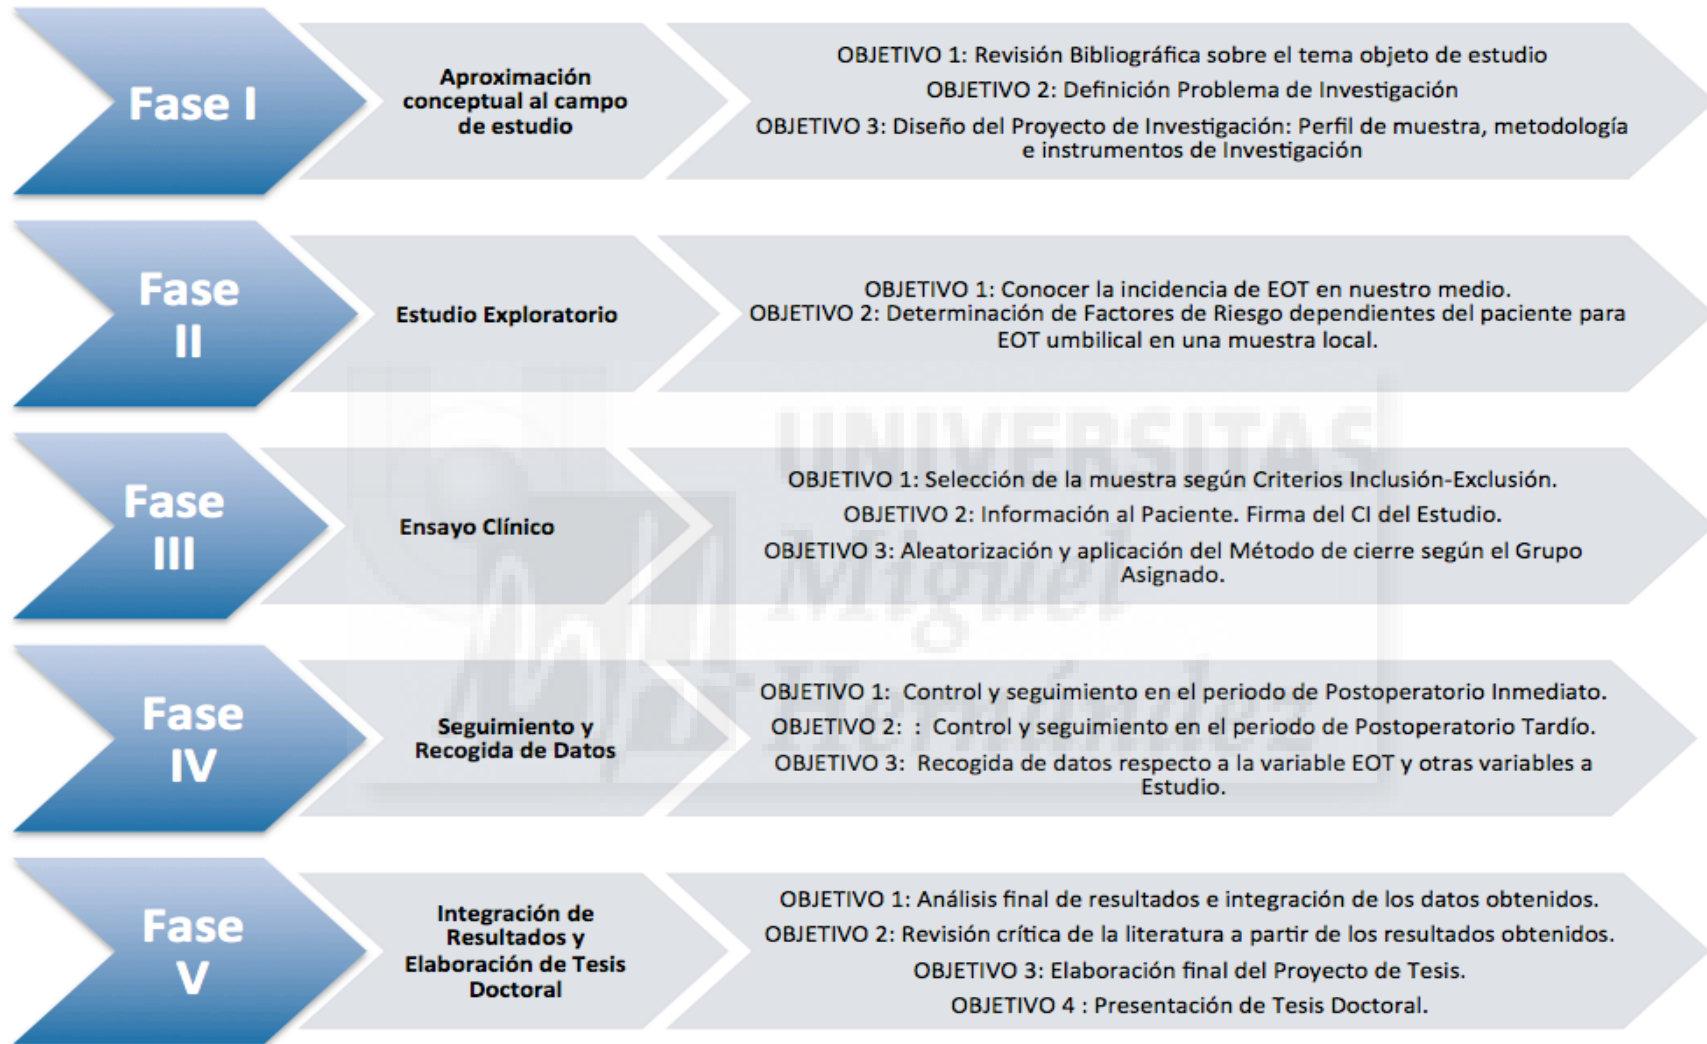 Fase I
Aproximación
conceptual al campo
de estudio
OBJETIVO 1: Revisión Bibliográfica sobre el tema objeto de estudio
OBJETIVO 2: Definición Problema de Investigación
OBJETIVO 3: Diseño del Proyecto de Investigación: Perfil de muestra, metodología
e instrumentos de Investigación
Fase
II
Estudio Exploratorio
OBJETIVO 1: Conocer la incidencia de EOT en nuestro medio.
OBJETIVO 2: Determinación de Factores de Riesgo dependientes del paciente para
EOT umbilical en una muestra local.
Fase
III
Ensayo Clínico
OBJETIVO 1: Selección de la muestra según Criterios Inclusión-Exclusión.
OBJETIVO 2: Información al Paciente. Firma del CI del Estudio.
OBJETIVO 3: Aleatorización y aplicación del Método de cierre según el Grupo
Asignado.
Fase
IV
Seguimiento y
Recogida de Datos
OBJETIVO 1:  Control y seguimiento en el periodo de Postoperatorio Inmediato.
OBJETIVO 2: :  Control y seguimiento en el periodo de Postoperatorio Tardío.
OBJETIVO 3:  Recogida de datos respecto a la variable EOT y otras variables a
Estudio.
Fase
V
Integración de
Resultados y
Elaboración de Tesis
Doctoral
OBJETIVO 1: Análisis final de resultados e integración de los datos obtenidos.
OBJETIVO 2: Revisión crítica de la literatura a partir de los resultados obtenidos.
OBJETIVO 3: Elaboración final del Proyecto de Tesis.
OBJETIVO 4 : Presentación de Tesis Doctoral.
UNIVERSITAS
Miguel
Hernández